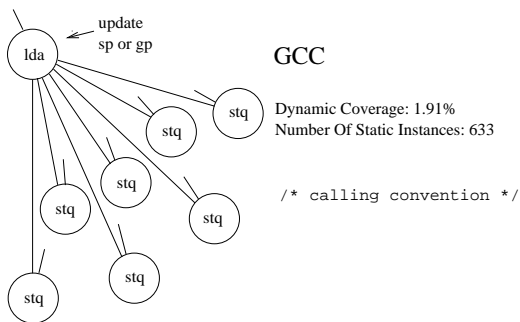 update
sp or gp
lda
GCC
stq
Dynamic Coverage: 1.91%
Number Of Static Instances: 633
stq
stq
/* calling convention */
stq
stq
stq
stq